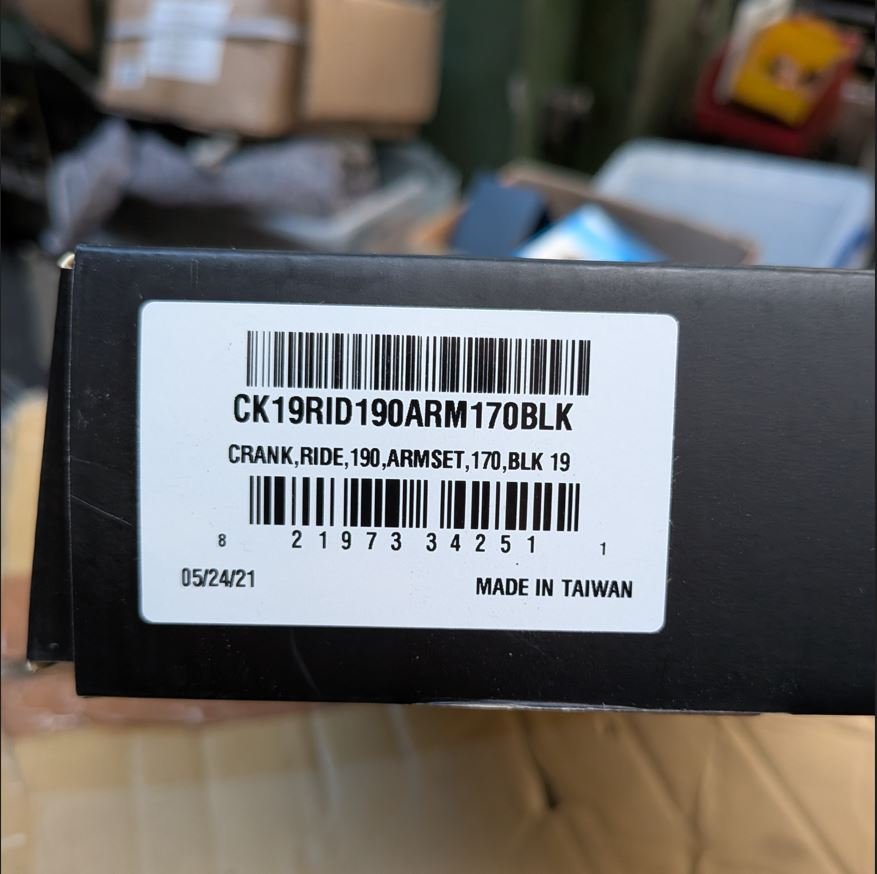 CK19RID190ARM170BLK
CRANK,RIDE,190,ARMSET,170,BLK 19
8 21973 34251 1
05/24/21
MADE IN TAIWAN